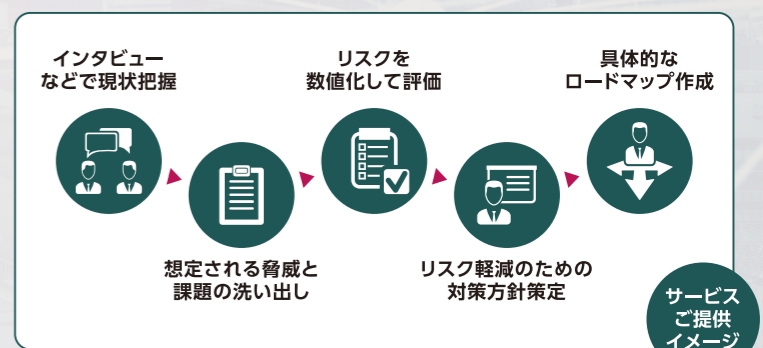 インタビュー
などで現状把握
想定される脅威と
課題の洗い出し
リスクを
数値化して評価
リスク軽減のための
対策方針策定
具体的な
ロードマップ作成
サービス
ご提供
イメージ